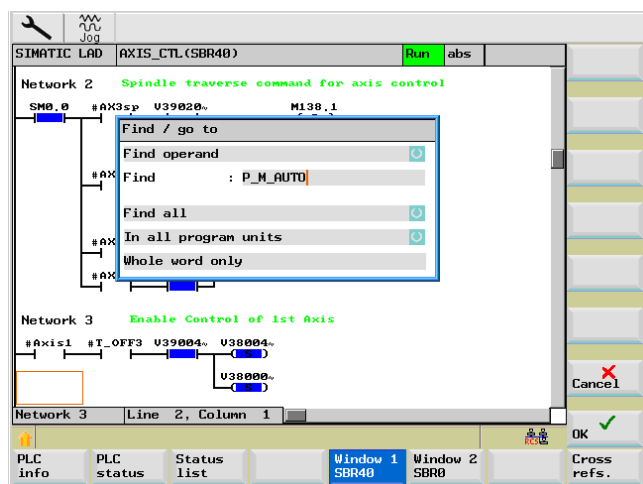 Jog
SIMATIC LAD AXIS_CTL(SBR40) Run abs
Network 2 Spindle traverse command for axis control
SM0.0 #AX3sp V39020~ M138.1
Find / go to
Find operand
#AX Find : P_M_AUTO
Find all
#AX In all program units
#AX Whole word only
Network 3 Enable Control of 1st Axis
#Axis1 #T_OFF3 V39004~ V38004~
S
V38000~
S
Cancel
Network 3 Line 2, Column 1
OK
PLC info
PLC status
Status list
Window 1 SBR40
Window 2 SBR0
Cross refs.